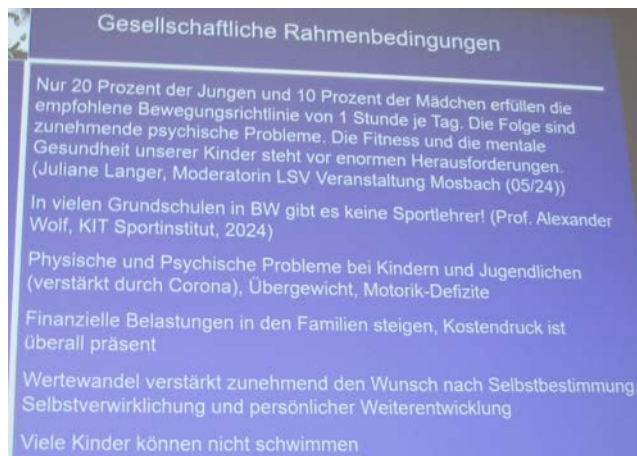 Gesellschaftliche Rahmenbedingungen
Nur 20 Prozent der Jungen und 10 Prozent der Mädchen erfüllen die
empfohlene Bewegungsrichtlinie von 1 Stunde je Tag. Die Folge sind
zunehmende psychische Probleme. Die Fitness und die mentale
Gesundheit unserer Kinder steht vor enormen Herausforderungen.
(Juliane Langer, Moderatorin LSV Veranstaltung Mosbach (05/24))
In vielen Grundschulen in BW gibt es keine Sportlehrer! (Prof. Alexander
Wolf, KIT Sportinstitut, 2024)
Physische und Psychische Probleme bei Kindern und Jugendlichen
(verstärkt durch Corona), Übergewicht, Motorik-Defizite
Finanzielle Belastungen in den Familien steigen, Kostendruck ist
überall präsent
Wertewandel verstärkt zunehmend den Wunsch nach Selbstbestimmung,
Selbstverwirklichung und persönlicher Weiterentwicklung
Viele Kinder können nicht schwimmen